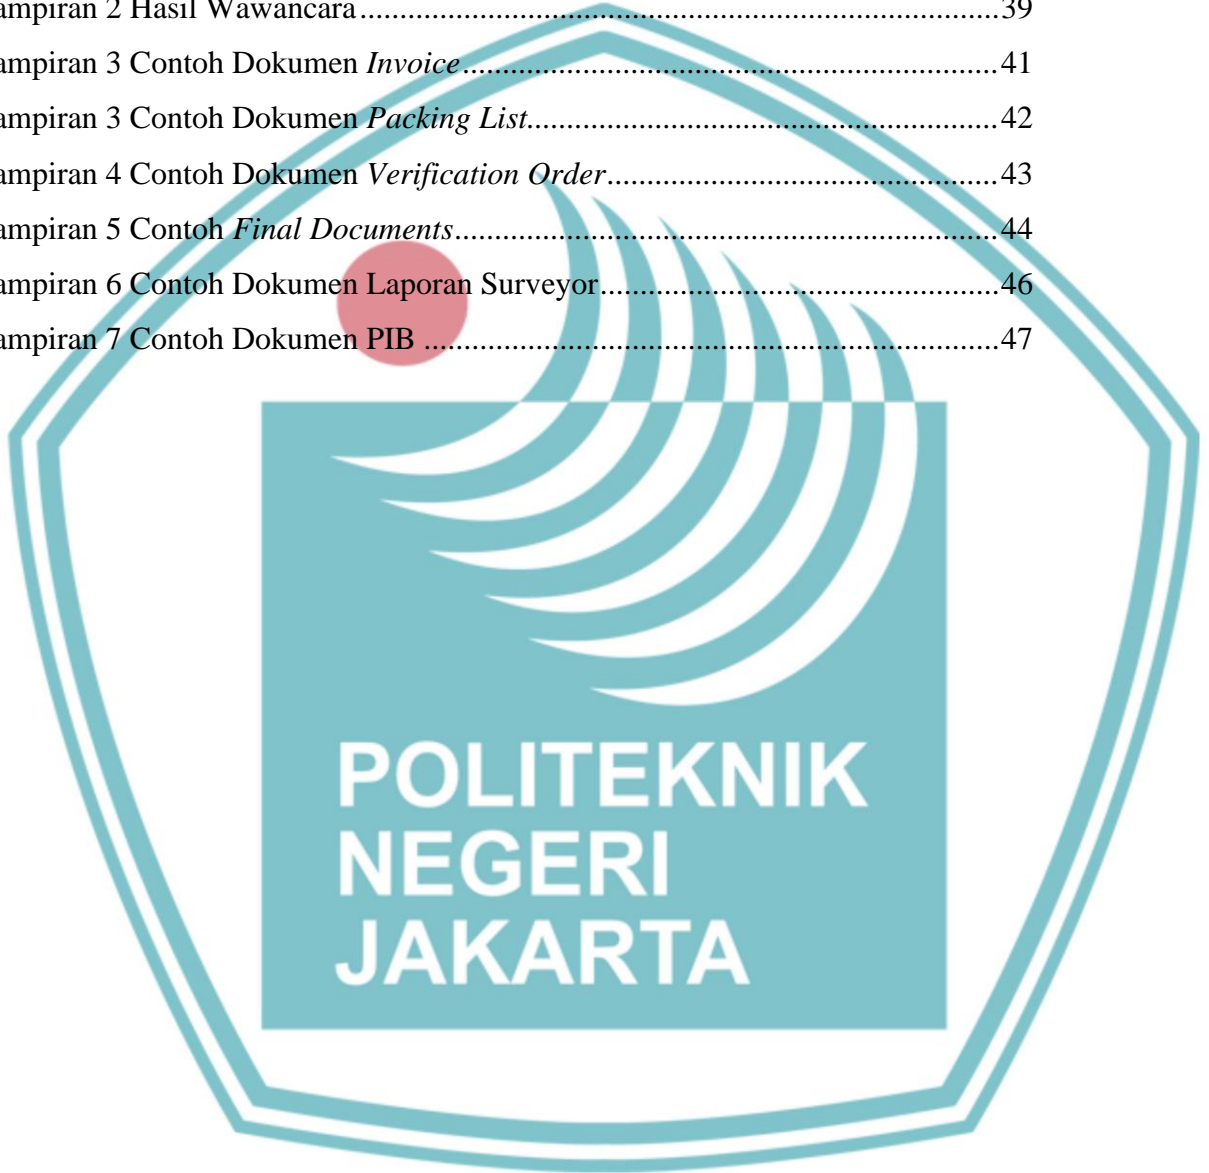 ampiran 2 Hasil Wawancara................................................................................39
ampiran 3 Contoh Dokumen Invoice...................................................................41
ampiran 3 Contoh Dokumen Packing List...........................................................42
ampiran 4 Contoh Dokumen Verification Order.................................................43
ampiran 5 Contoh Final Documents....................................................................44
ampiran 6 Contoh Dokumen Laporan Surveyor..................................................46
ampiran 7 Contoh Dokumen PIB ........................................................................47
POLITEKNIK
NEGERI
JAKARTA